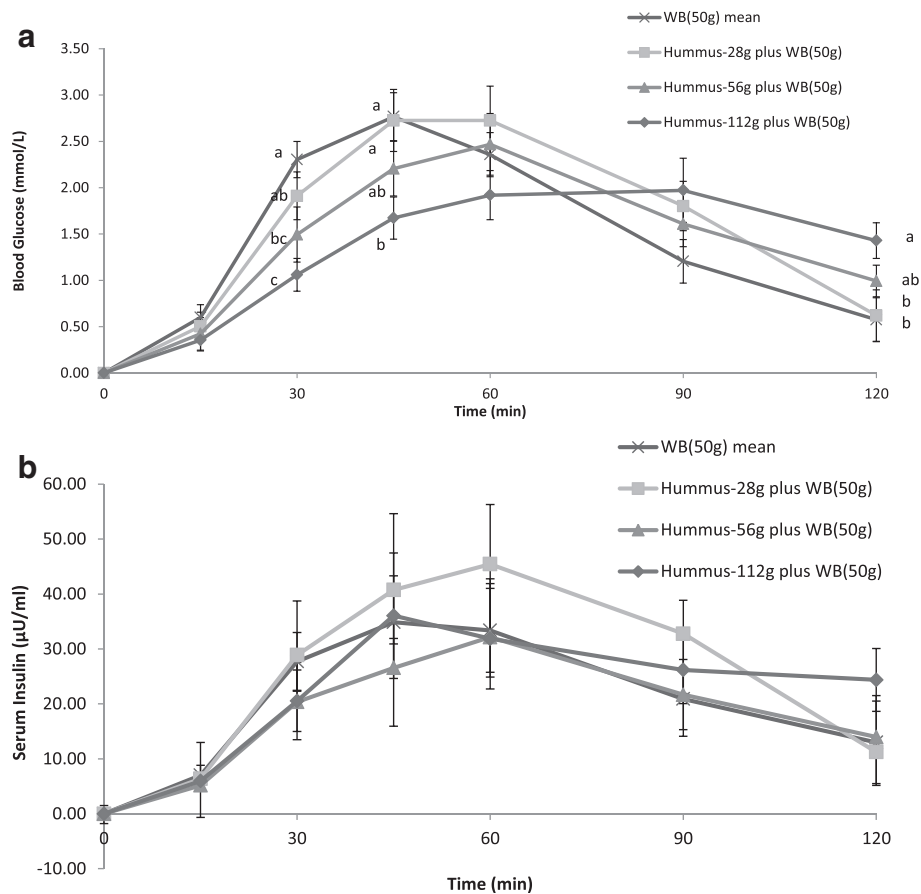 a
WB(50g) mean
Hummus-28g plus WB(50g)
Hummus-56g plus WB(50g)
Hummus-112g plus WB(50g)
Blood Glucose (mmol/L)
3.50
3.00
2.50
2.00
1.50
1.00
0.50
0.00
a
a
a
ab
ab
bc
b
c
a
ab
b
b
0
30
60
90
120
Time (min)
b
WB(50g) mean
Hummus-28g plus WB(50g)
Hummus-56g plus WB(50g)
Hummus-112g plus WB(50g)
Serum Insulin (μU/ml)
60.00
50.00
40.00
30.00
20.00
10.00
0.00
-10.00
0
30
60
90
120
Time (min)